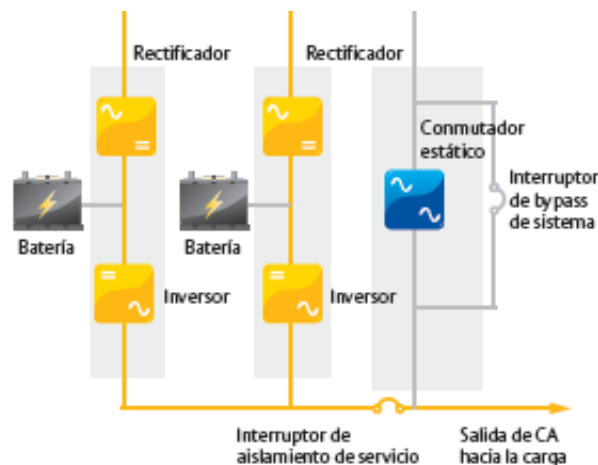 Rectificador
Rectificador
Conmutador
estático
Interruptor
de bypass
de sistema
Batería
Batería
Inversor
Inversor
Interruptor de
aislamiento de servicio
Salida de CA
hacia la carga